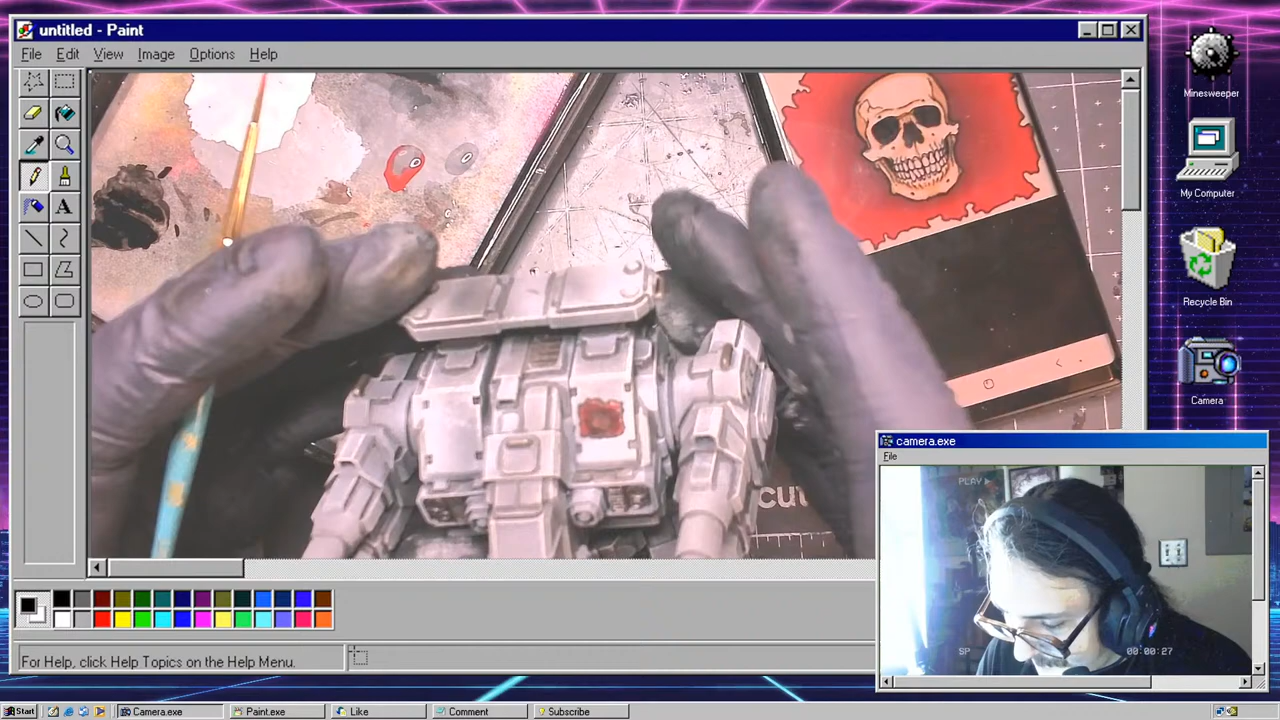 untitled - Paint
File Edit View Image Options Help
Minesweeper
My Computer
Recycle Bin
Camera
cut
camera.exe
File
PLAY
SP
00:00:27
For Help, click Help Topics on the Help Menu.
Start
Camera.exe
Paint.exe
Like
Comment
Subscribe